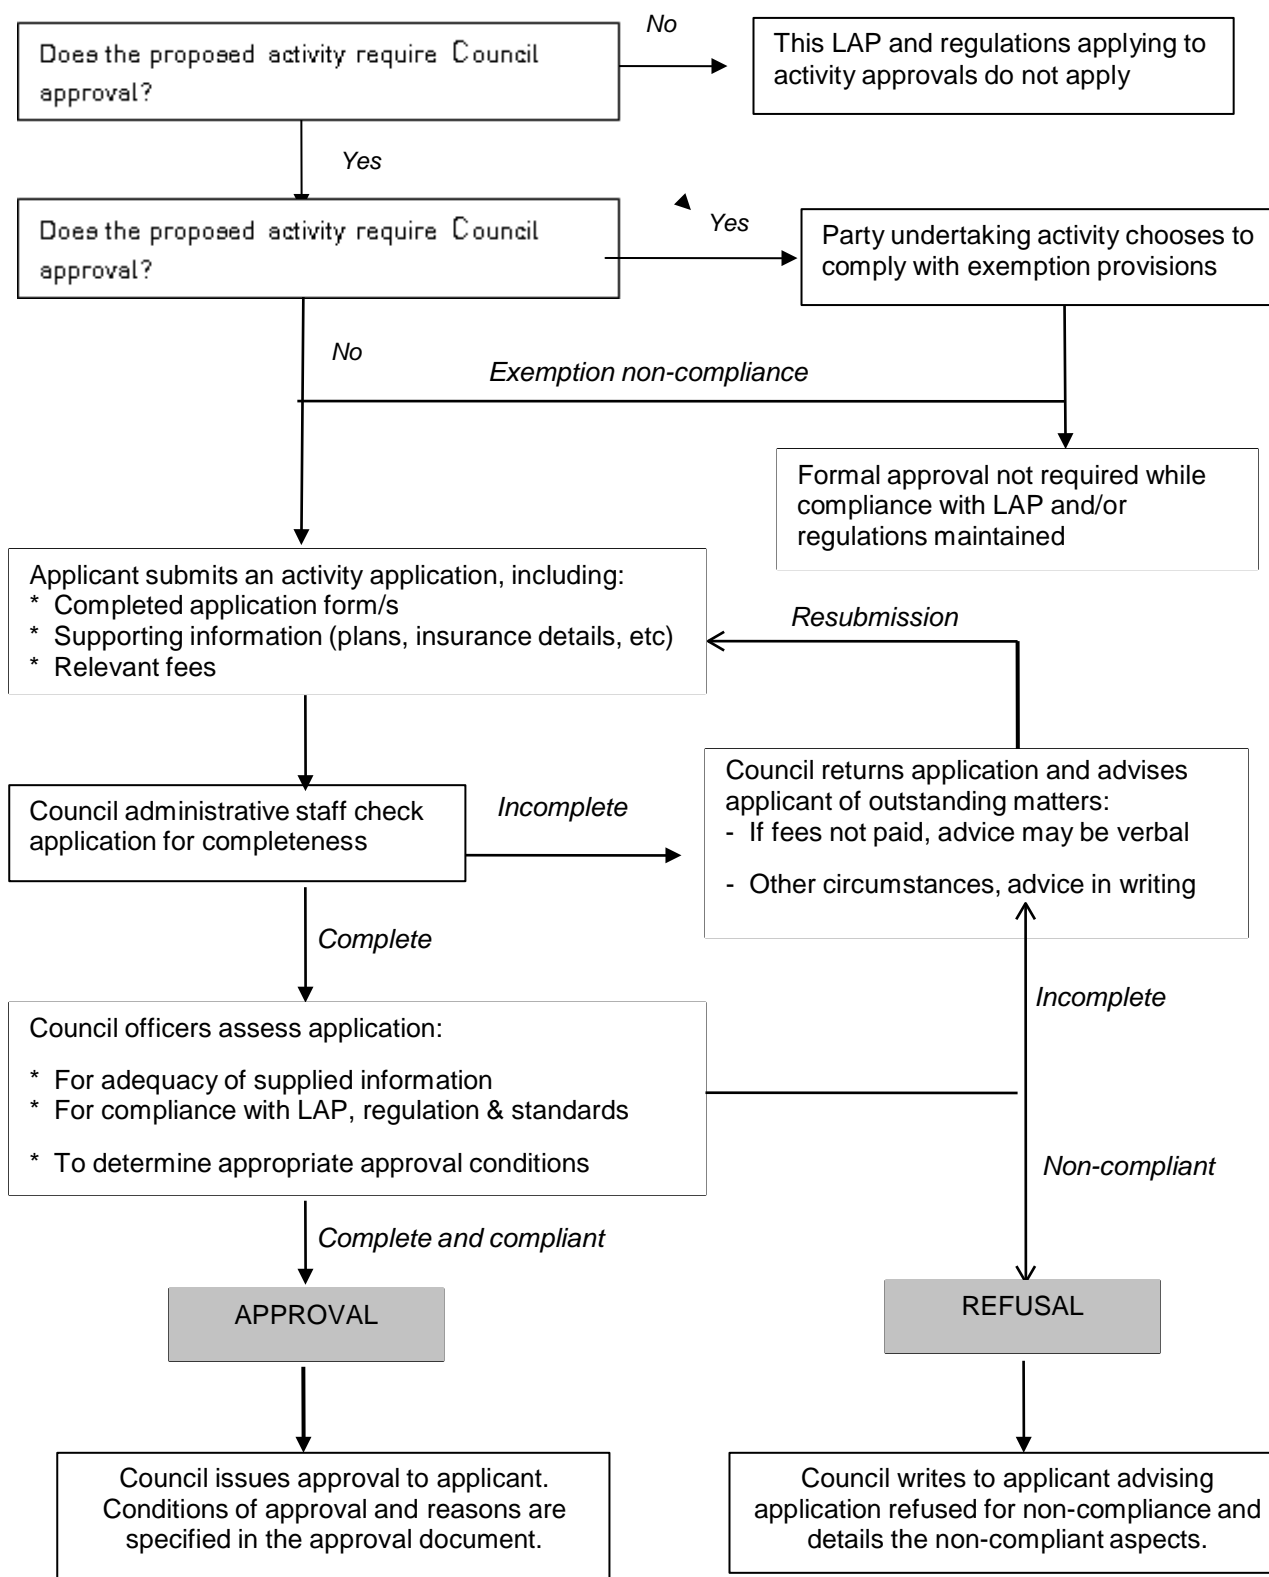 Does the proposed activity require Council
approval?
No
This LAP and regulations applying to
activity approvals do not apply
Yes
Does the proposed activity require Council
approval?
Yes
Party undertaking activity chooses to
comply with exemption provisions
No
Exemption non-compliance
Formal approval not required while
compliance with LAP and/or
regulations maintained
Applicant submits an activity application, including:
* Completed application form/s
* Supporting information (plans, insurance details, etc)
* Relevant fees
Resubmission
Council administrative staff check
application for completeness
Incomplete
Council returns application and advises
applicant of outstanding matters:
- If fees not paid, advice may be verbal
- Other circumstances, advice in writing
Complete
Council officers assess application:
* For adequacy of supplied information
* For compliance with LAP, regulation & standards
* To determine appropriate approval conditions
Incomplete
Non-compliant
Complete and compliant
APPROVAL
REFUSAL
Council issues approval to applicant.
Conditions of approval and reasons are
specified in the approval document.
Council writes to applicant advising
application refused for non-compliance and
details the non-compliant aspects.